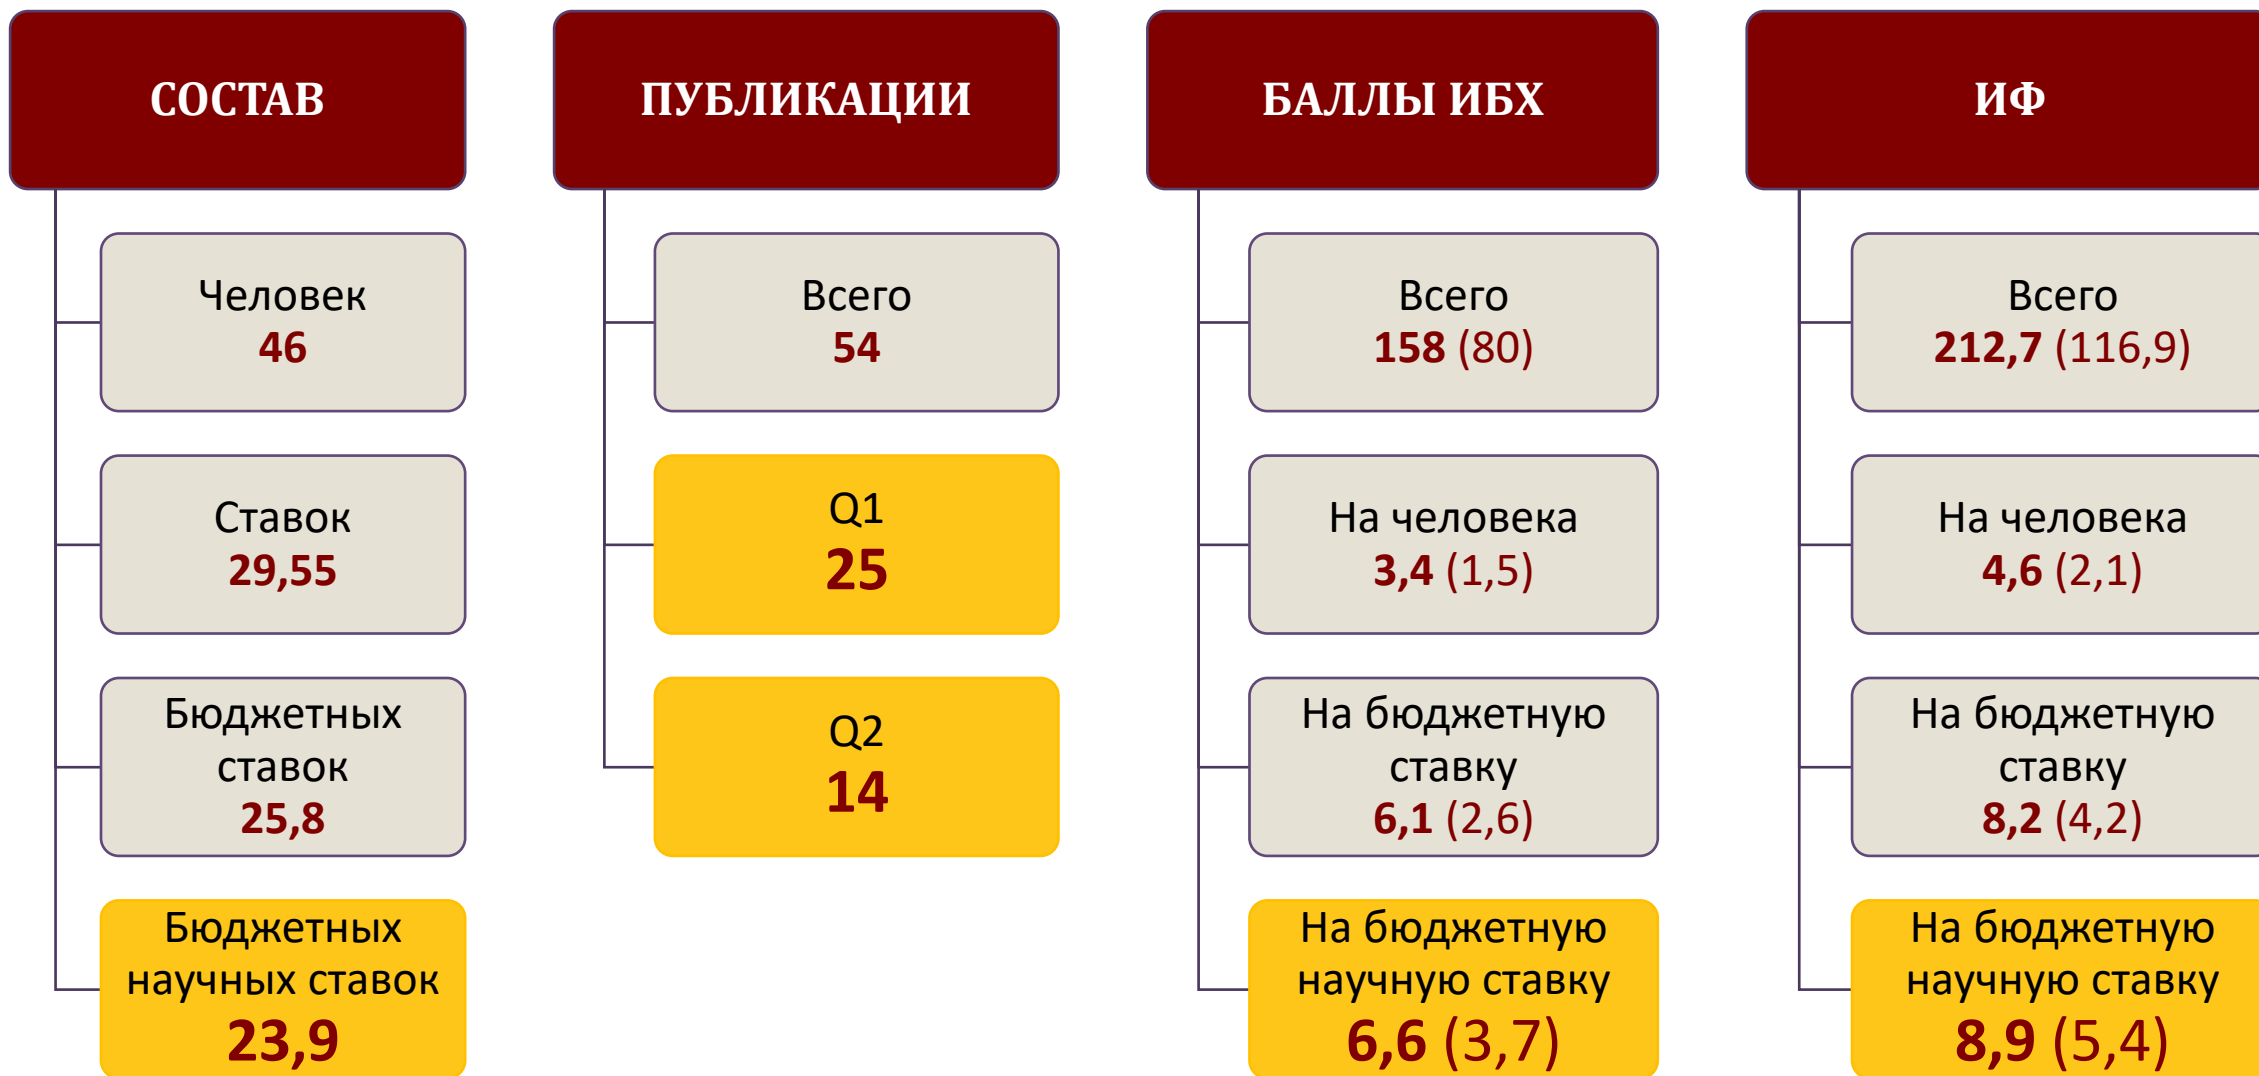 СОСТАВ
Человек
46
Ставок
29,55
Бюджетных
ставок
25,8
Бюджетных
научных ставок
23,9
ПУБЛИКАЦИИ
Всего
54
Q1
25
Q2
14
БАЛЛЫ ИБХ
Всего
158 (80)
На человека
3,4 (1,5)
На бюджетную
ставку
6,1 (2,6)
На бюджетную
научную ставку
6,6 (3,7)
ИФ
Всего
212,7 (116,9)
На человека
4,6 (2,1)
На бюджетную
ставку
8,2 (4,2)
На бюджетную
научную ставку
8,9 (5,4)